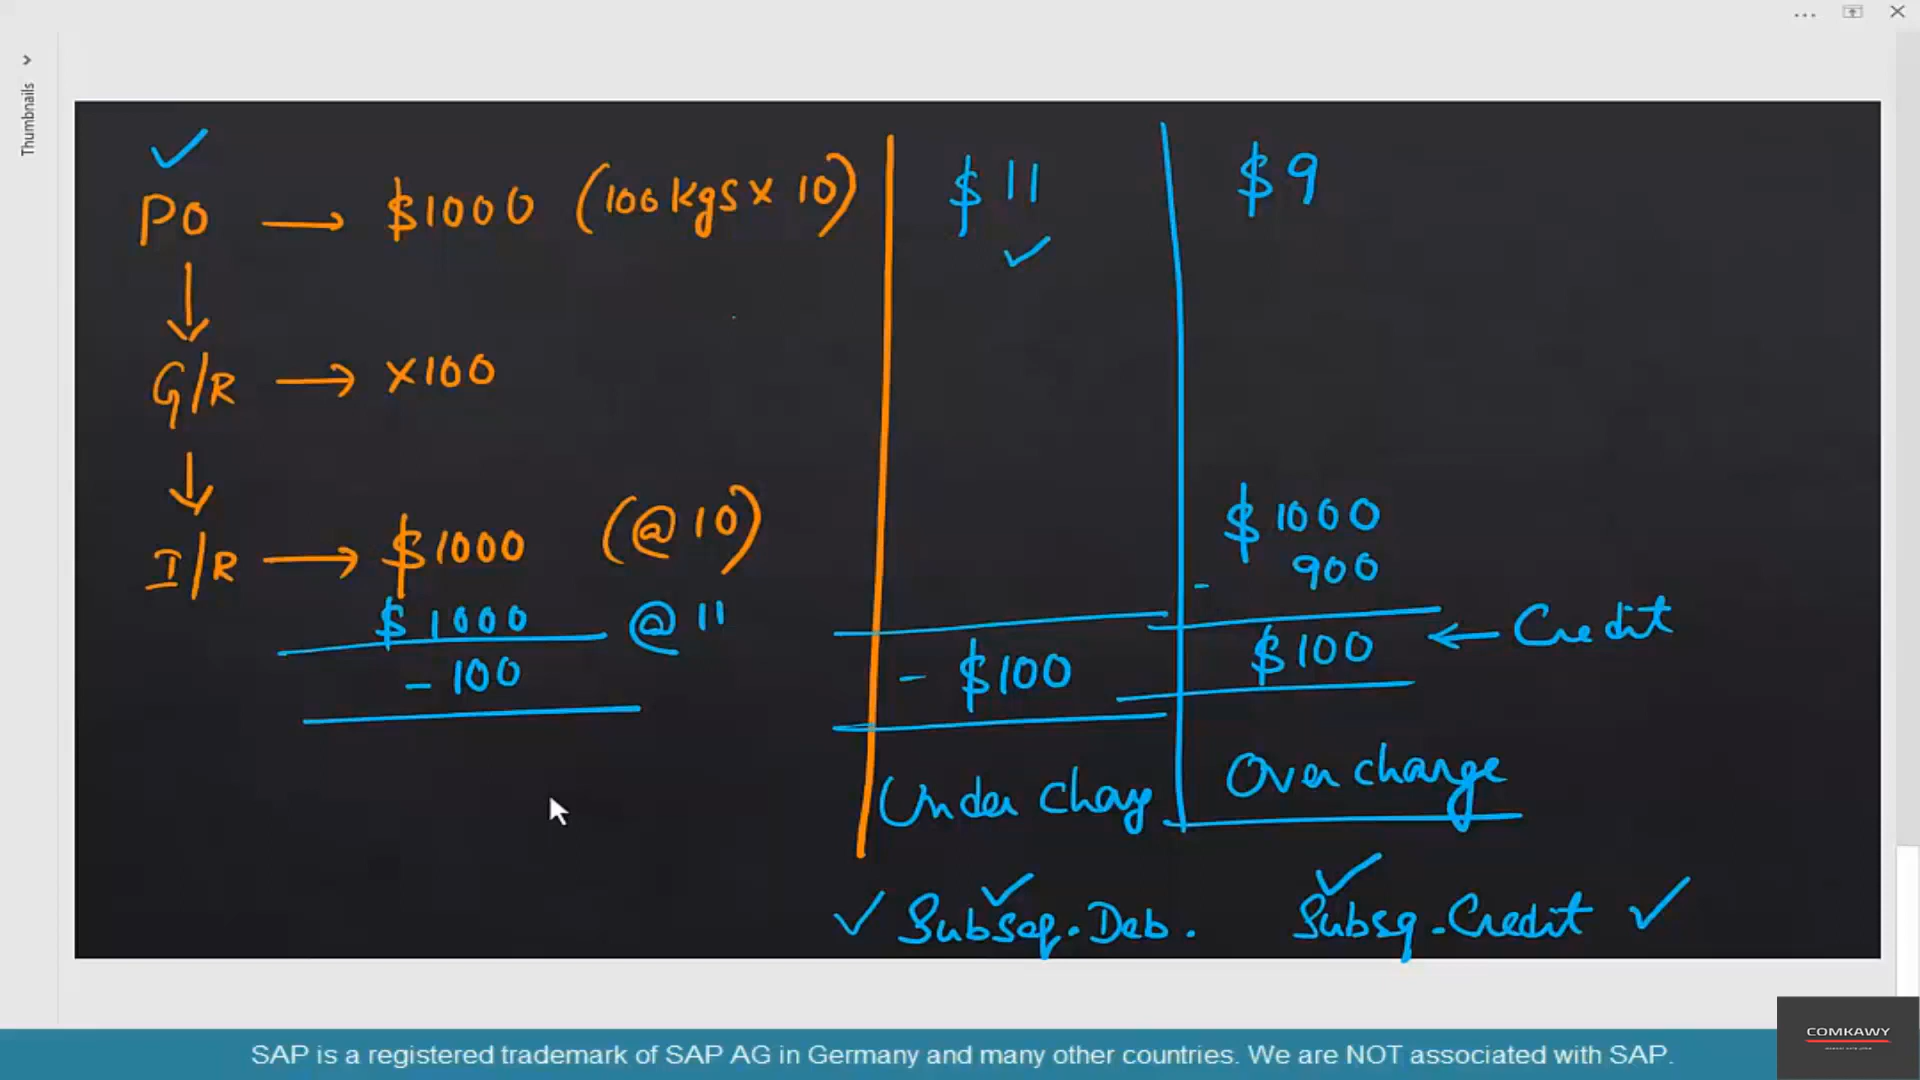 Thumbnails
PO → $1000 (100 kgs x 10)
$ 11
$ 9
G/R → x100
I/R → $1000 (@ 10)
$ 1000 @ 11
- 100
- $100
$ 1000
- 900
$100 ← Credit
Under Charg
Over charge
Subseq. Deb.
Subsq. Credit
SAP is a registered trademark of SAP AG in Germany and many other countries. We are NOT associated with SAP.
COMKAWY